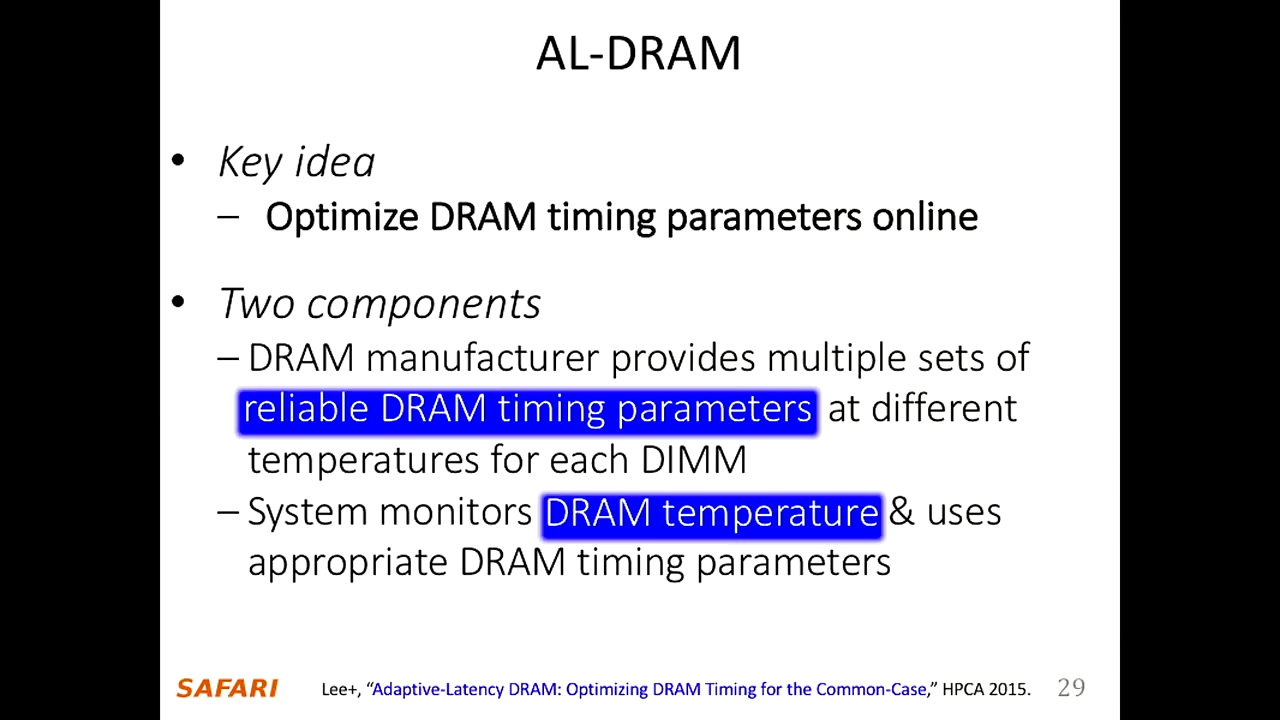 AL-DRAM
• Key idea
– Optimize DRAM timing parameters online
• Two components
– DRAM manufacturer provides multiple sets of
reliable DRAM timing parameters at different
temperatures for each DIMM
– System monitors DRAM temperature & uses
appropriate DRAM timing parameters
SAFARI Lee+, “Adaptive-Latency DRAM: Optimizing DRAM Timing for the Common-Case,” HPCA 2015. 29